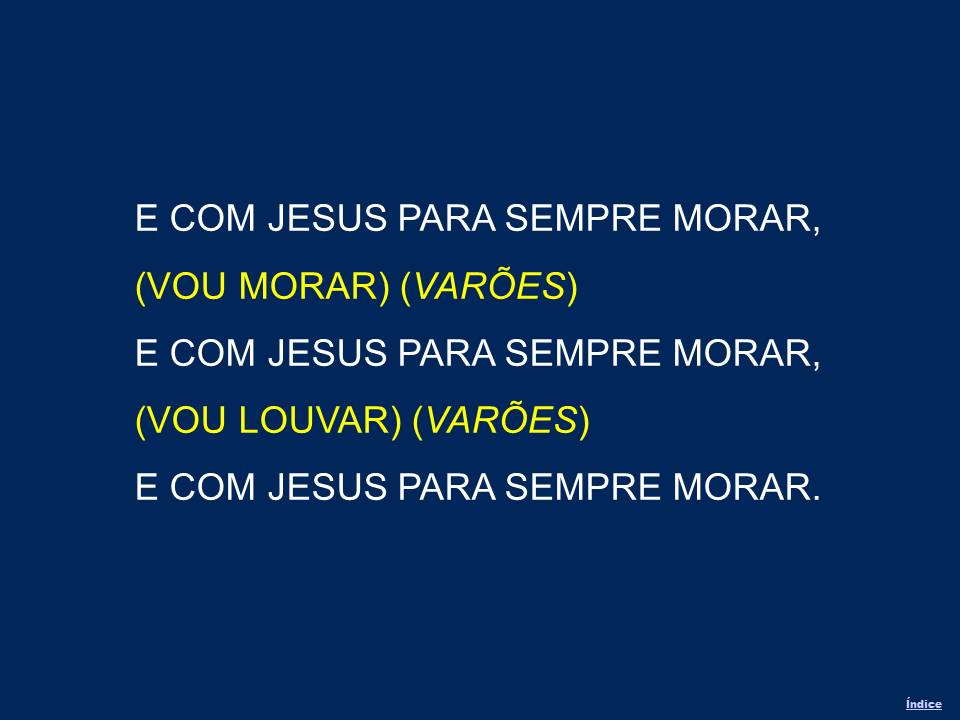 E COM JESUS PARA SEMPRE MORAR,
(VOU MORAR) (VARÕES)
E COM JESUS PARA SEMPRE MORAR,
(VOU LOUVAR) (VARÕES)
E COM JESUS PARA SEMPRE MORAR.
Índice